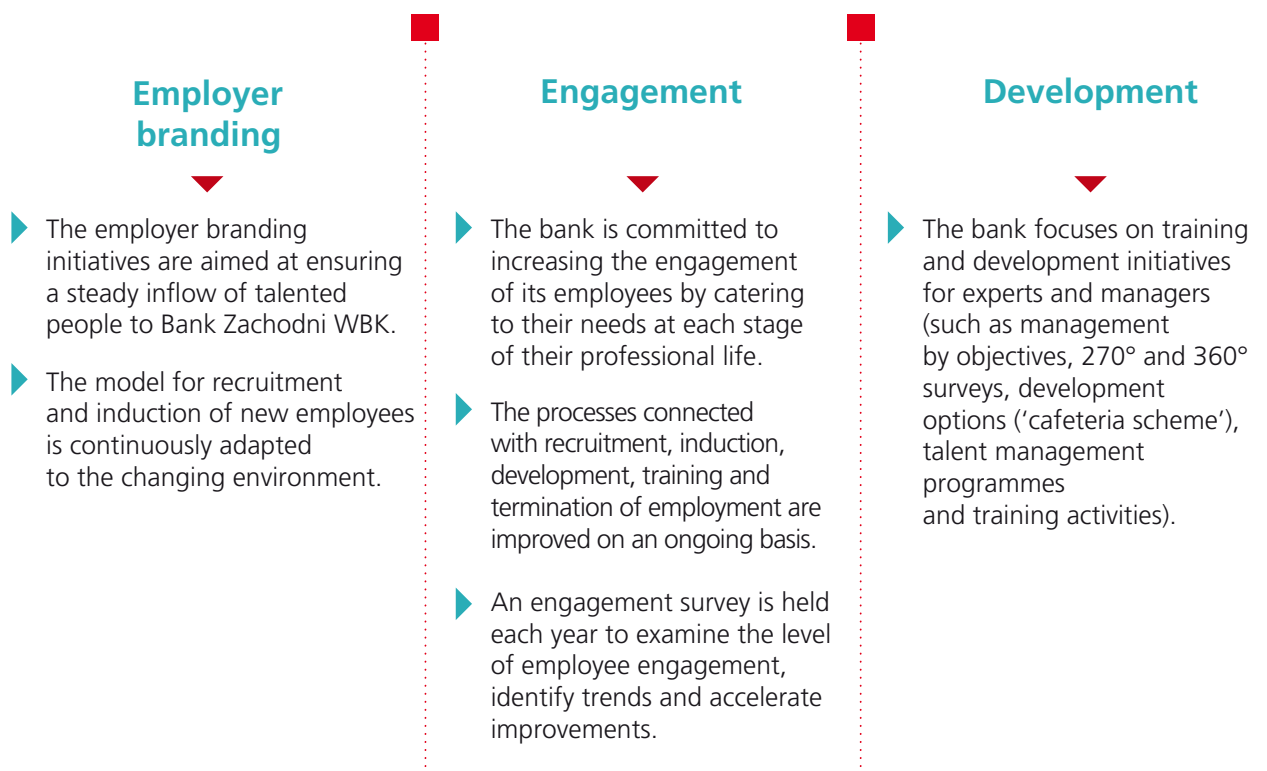 Employer
branding
The employer branding
initiatives are aimed at ensuring
a steady inflow of talented
people to Bank Zachodni WBK.
The model for recruitment
and induction of new employees
is continuously adapted
to the changing environment.
Engagement
The bank is committed to
increasing the engagement
of its employees by catering
to their needs at each stage
of their professional life.
The processes connected
with recruitment, induction,
development, training and
termination of employment are
improved on an ongoing basis.
An engagement survey is held
each year to examine the level
of employee engagement,
identify trends and accelerate
improvements.
Development
The bank focuses on training
and development initiatives
for experts and managers
(such as management
by objectives, 270° and 360°
surveys, development
options (‘cafeteria scheme’),
talent management
programmes
and training activities).